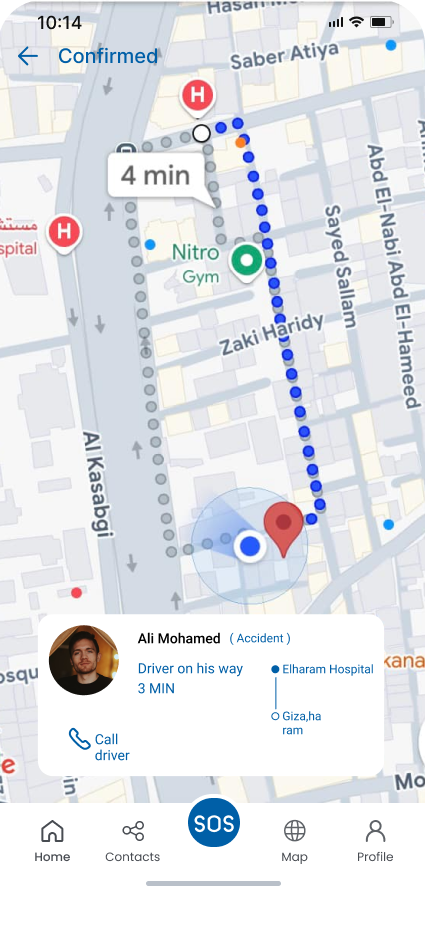 10:14
Hasan
Confirmed
Saber Atiya
H
4 min
Abd El-Nabi Abd El-Hameed
Sayed Sallam
مستش
spital
H
Nitro
Gym
Zaki Haridy
Al Kasabgi
Ali Mohamed ( Accident )
Driver on his way
3 MIN
Elharam Hospital
Giza,ha
ram
Call
driver
osqu
kana
e
in
Mo
SOS
Home
Contacts
Map
Profile